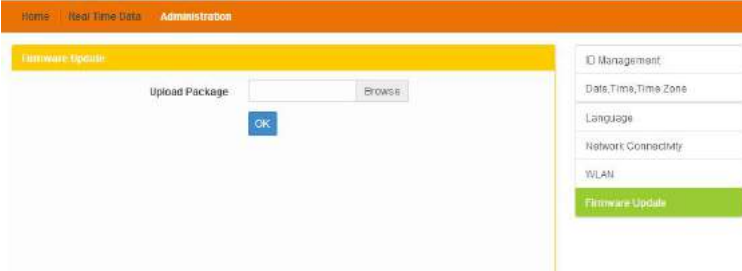 Home Real Time Data Administration
Firmware Update
Upload Package Browse
OK
ID Management
Date,Time,Time Zone
Language
Network Connectivity
WLAN
Firmware Update